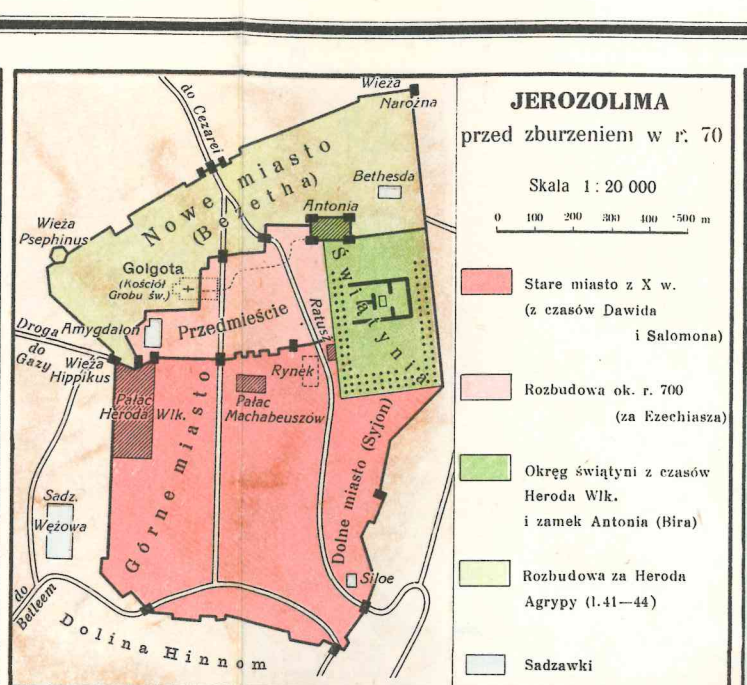 JEROZOLIMA
przed zburzeniem w r. 70
Skala 1 : 20 000
0 100 200 300 400 500 m
Stare miasto z X w.
(z czasów Dawida
i Salomona)
Rozbudowa ok. r. 700
(za Ezechiasza)
Okręg świątyni z czasów
Heroda Wlk.
i zamek Antonia (Bira)
Rozbudowa za Heroda
Agrypy (l. 41—44)
Sadzawki
Wieża
Narożna
do Cezarei
Nowe miasto
(Bezetha)
Bethesda
Antonia
Wieża
Psephinus
Golgota
(Kościół
Grobu św.)
Świątynia
Droga
do
Gazy
Amygdalon
Przedmieście
Ratusz
Wieża
Hippikus
Rynek
Pałac
Heroda Wlk.
Pałac
Machabeuszów
Górne miasto
Dolne miasto (Syjon)
Sadz.
Wężowa
Siloe
do
Betleem
Dolina Hinnom